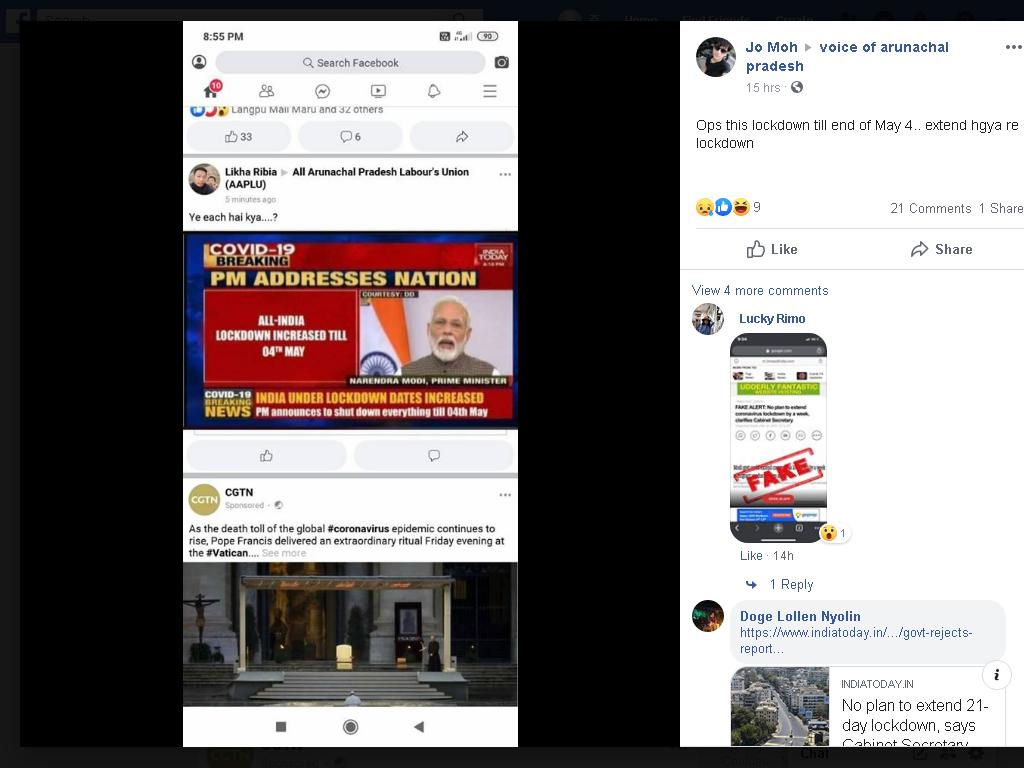 8:55 PM
90
Search Facebook
10
Langpu Mali Maru and 32 others
33
6
Likha Ribia ▸ All Arunachal Pradesh Labour's Union
(AAPLU)
5 minutes ago
Ye each hai kya....?
COVID-19
BREAKING
INDIA
TODAY
PM ADDRESSES NATION
COURTESY: DD
ALL-INDIA
LOCKDOWN INCREASED TILL
04TH MAY
NARENDRA MODI, PRIME MINISTER
COVID-19
BREAKING
NEWS
INDIA UNDER LOCKDOWN DATES INCREASED
PM announces to shut down everything till 04th May
CGTN
CGTN
Sponsored ·
As the death toll of the global #coronavirus epidemic continues to
rise, Pope Francis delivered an extraordinary ritual Friday evening at
the #Vatican.... See more
Jo Moh ▸ voice of arunachal
pradesh
15 hrs ·
Ops this lockdown till end of May 4.. extend hgya re
lockdown
9
21 Comments 1 Share
Like
Share
View 4 more comments
Lucky Rimo
UDDERLY FANTASTIC
FAKE ALERT: No plan to extend
coronavirus lockdown by a week,
clarifies Cabinet Secretary
FAKE
1
Like · 14h
1 Reply
Doge Lollen Nyolin
https://www.indiatoday.in/.../govt-rejects-
report...
INDIATODAY.IN
No plan to extend 21-
day lockdown, says
Cabinet Secretary
Chat